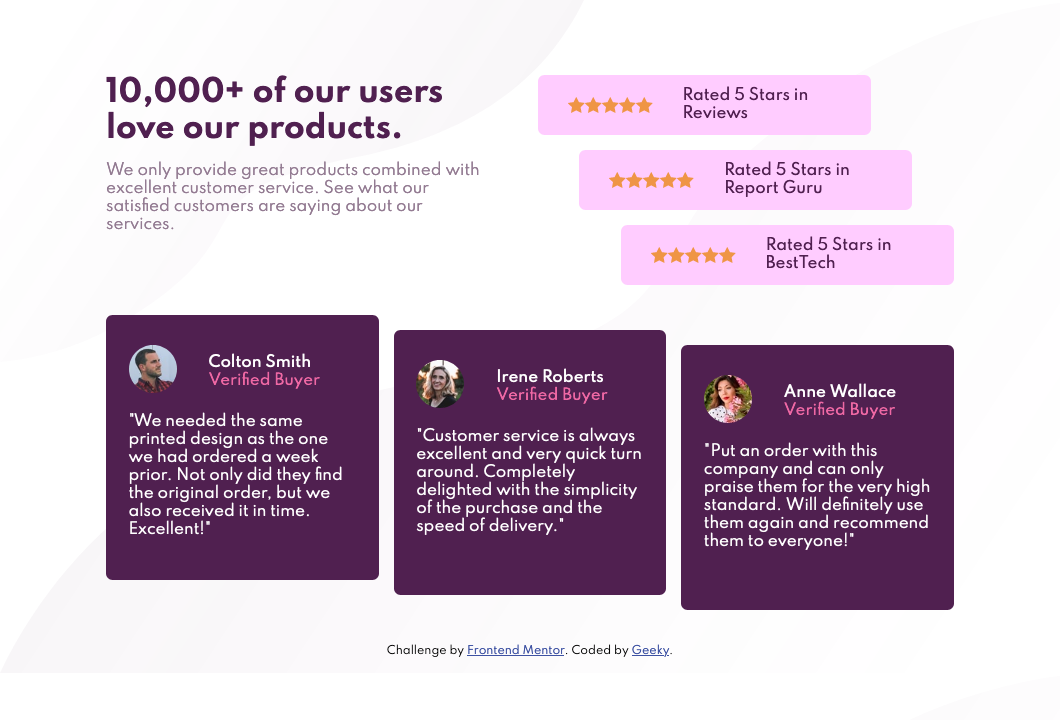 10,000+ of our users
love our products.
We only provide great products combined with
excellent customer service. See what our
satisfied customers are saying about our
services.
Rated 5 Stars in
Reviews
Rated 5 Stars in
Report Guru
Rated 5 Stars in
BestTech
Colton Smith
Verified Buyer
"We needed the same
printed design as the one
we had ordered a week
prior. Not only did they find
the original order, but we
also received it in time.
Excellent!"
Irene Roberts
Verified Buyer
"Customer service is always
excellent and very quick turn
around. Completely
delighted with the simplicity
of the purchase and the
speed of delivery."
Anne Wallace
Verified Buyer
"Put an order with this
company and can only
praise them for the very high
standard. Will definitely use
them again and recommend
them to everyone!"
Challenge by Frontend Mentor. Coded by Geeky.